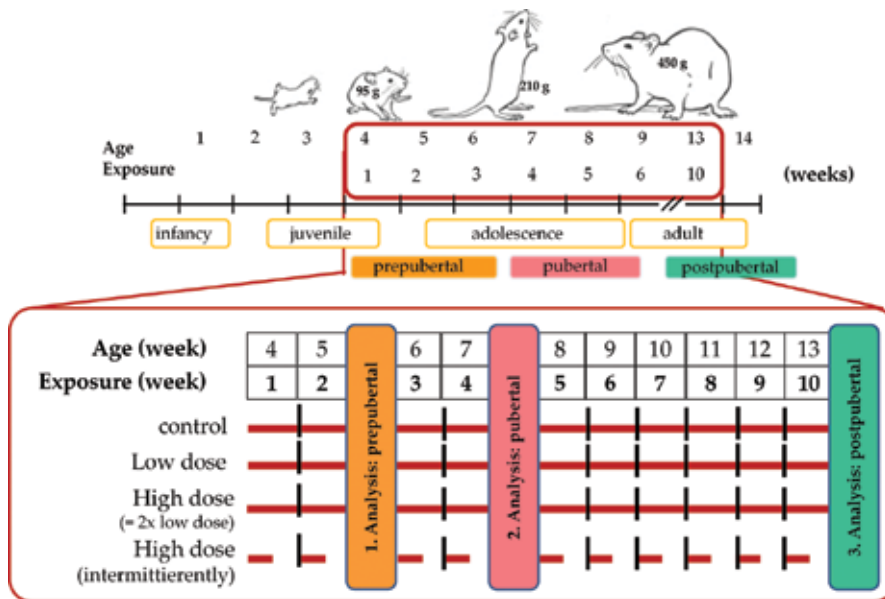 95 g
210 g
450 g
Age 1 2 3 4 5 6 7 8 9 13 14
Exposure 1 2 3 4 5 6 10 (weeks)
infancy juvenile adolescence adult
prepubertal pubertal postpubertal
Age (week) 4 5 6 7 8 9 10 11 12 13
Exposure (week) 1 2 3 4 5 6 7 8 9 10
control
Low dose
High dose
(= 2x low dose)
High dose
(intermittierently)
1. Analysis: prepubertal
2. Analysis: pubertal
3. Analysis: postpubertal